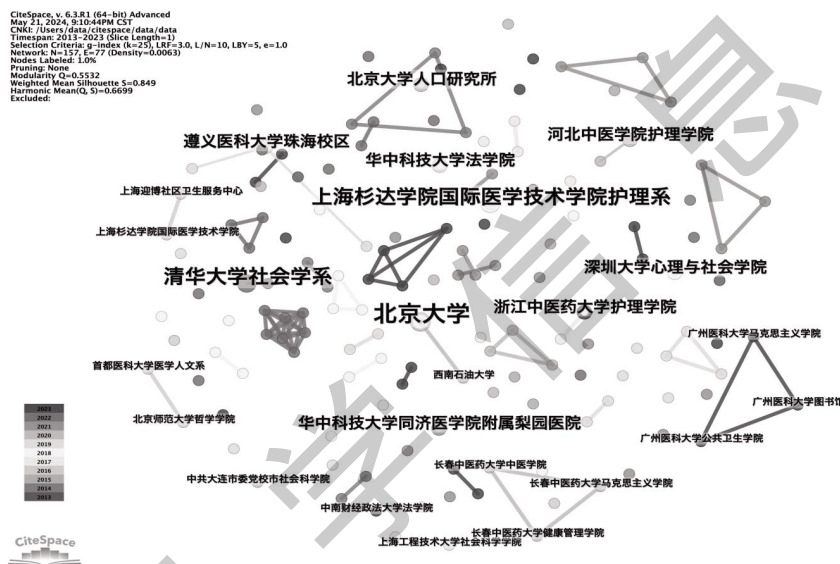 CiteSpace, v. 6.3.R1 (64-bit) Advanced
May 21, 2024, 9:10:44PM CST
CNKI: /Users/data/citespace/data/data
Timespan: 2013-2023 (Slice Length=1)
Selection Criteria: g-index (k=25), LRF=3.0, L/N=10, LBY=5, e=1.0
Network: N=157, E=77 (Density=0.0063)
Nodes Labeled: 1.0%
Pruning: None
Modularity Q=0.5532
Weighted Mean Silhouette S=0.849
Harmonic Mean(Q, S)=0.6699
Excluded:
北京大学人口研究所
遵义医科大学珠海校区
河北中医学院护理学院
华中科技大学法学院
上海迎博社区卫生服务中心
上海杉达学院国际医学技术学院护理系
上海杉达学院国际医学技术学院
清华大学社会学系
深圳大学心理与社会学院
北京大学
浙江中医药大学护理学院
广州医科大学马克思主义学院
首都医科大学医学人文系
西南石油大学
广州医科大学图书馆
北京师范大学哲学学院
华中科技大学同济医学院附属梨园医院
广州医科大学公共卫生学院
长春中医药大学中医学院
中共大连市委党校市社会科学院
长春中医药大学马克思主义学院
中南财经政法大学法学院
长春中医药大学健康管理学院
上海工程技术大学社会科学学院
2023
2022
2021
2020
2019
2018
2017
2016
2015
2014
2013
CiteSpace
学信息